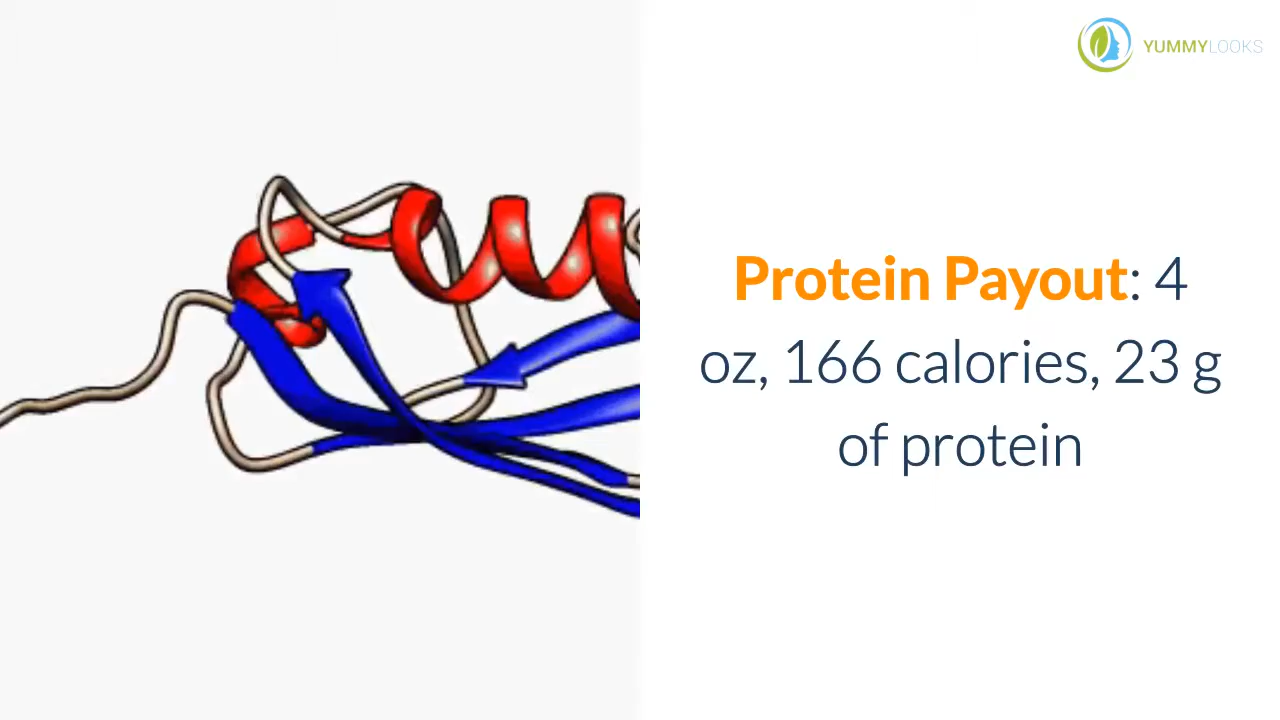 YUMMYLOOKS
Protein Payout: 4
oz, 166 calories, 23 g
of protein